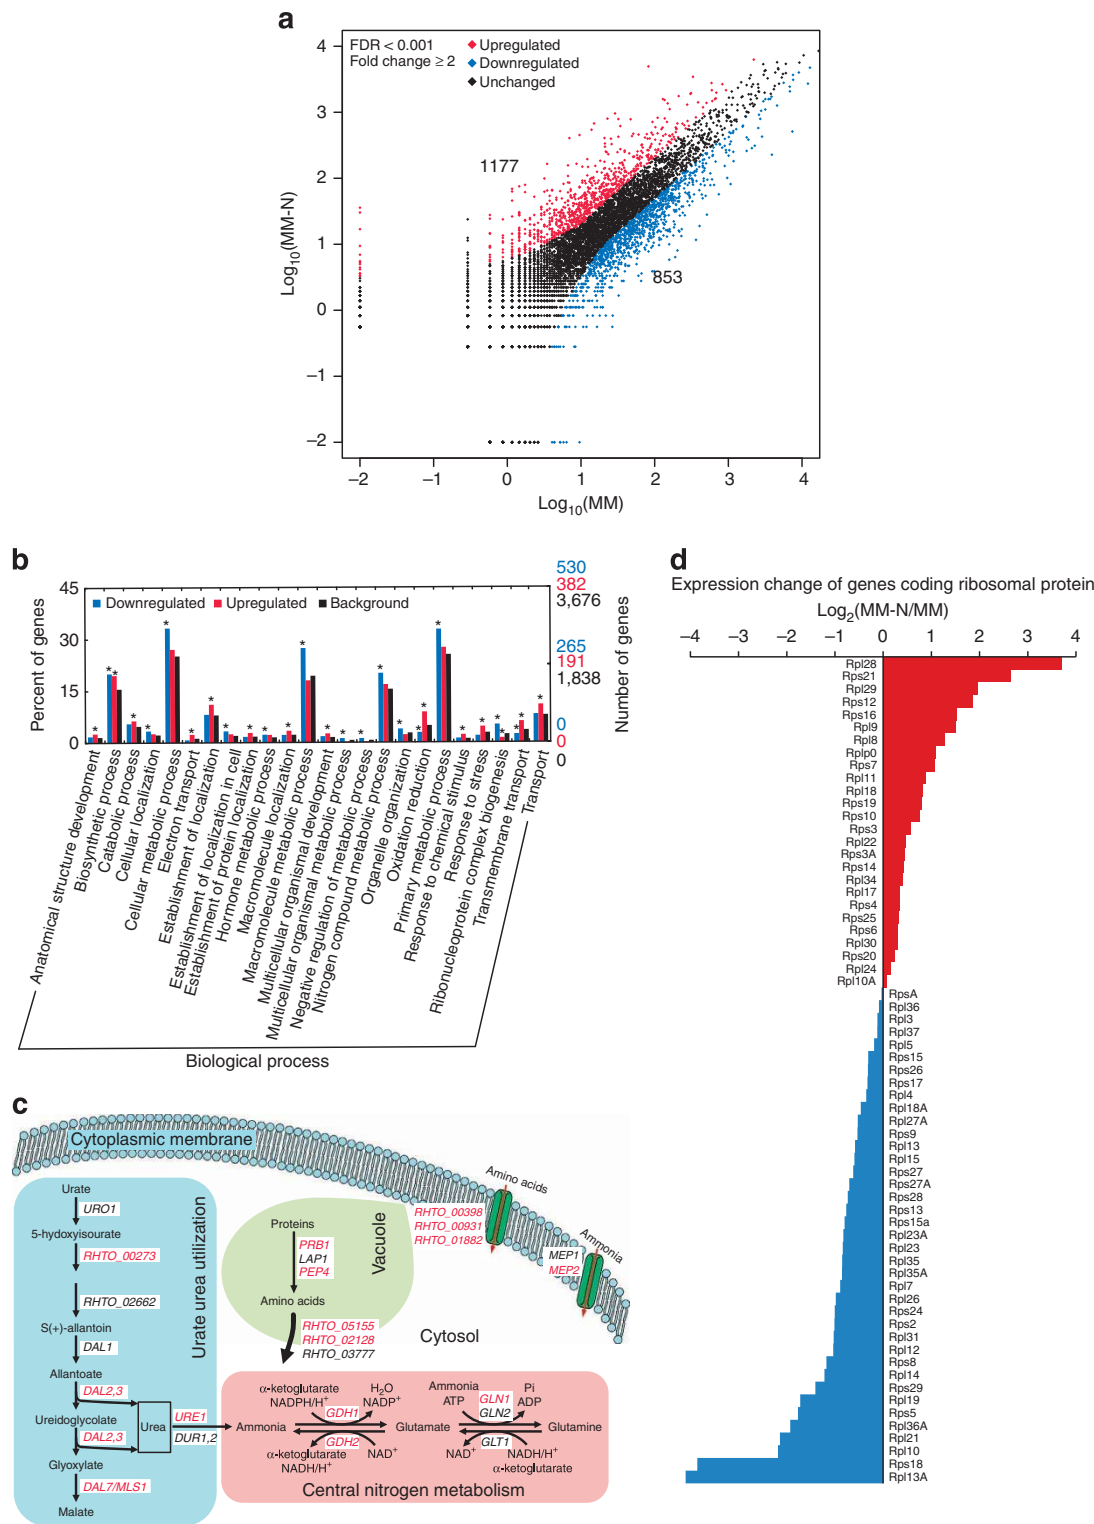 a
FDR < 0.001
Fold change ≥ 2
Upregulated
Downregulated
Unchanged
1177
853
4
3
2
1
0
−1
−2
Log10(MM-N)
−2 −1 0 1 2 3 4
Log10(MM)
b
Percent of genes
45
30
15
0
Downregulated Upregulated Background
530
382
3,676
265
191
1,838
0
0
0
Number of genes
Anatomical structure development
Biosynthetic process
Catabolic process
Cellular localization
Cellular metabolic process
Electron transport
Establishment of localization
Establishment of localization in cell
Establishment of protein localization
Hormone metabolic process
Macromolecule localization
Macromolecule metabolic process
Multicellular organismal development
Multicellular organismal metabolic process
Negative regulation of metabolic process
Nitrogen compound metabolic process
Organelle organization
Oxidation reduction
Primary metabolic process
Response to chemical stimulus
Response to stress
Ribonucleoprotein complex biogenesis
Transmembrane transport
Transport
Biological process
c
Cytoplasmic membrane
Urate urea utilization
Urate
URO1
5-hydoxyisourate
RHTO_00273
RHTO_02662
S(+)-allantoin
DAL1
Allantoate
DAL2,3
Ureidoglycolate
DAL2,3
Glyoxylate
DAL7/MLS1
Malate
Urea
URE1
DUR1,2
Vacuole
Proteins
PRB1
LAP1
PEP4
Amino acids
RHTO_05155
RHTO_02128
RHTO_03777
Cytosol
Amino acids
RHTO_00398
RHTO_00931
RHTO_01882
Ammonia
MEP1
MEP2
α-ketoglutarate
NADPH/H+
H2O
NADP+
Ammonia
GDH1
GDH2
Glutamate
α-ketoglutarate
NADH/H+
NAD+
Ammonia
ATP
Pi
ADP
GLN1
GLN2
GLT1
Glutamine
NAD+
NADH/H+
α-ketoglutarate
Central nitrogen metabolism
d
Expression change of genes coding ribosomal protein
Log2(MM-N/MM)
−4 −3 −2 −1 0 1 2 3 4
Rpl28
Rps21
Rpl29
Rps12
Rps16
Rpl9
Rpl8
Rplp0
Rps7
Rpl11
Rpl18
Rps19
Rps10
Rps3
Rpl22
Rps3A
Rps14
Rpl34
Rpl17
Rps4
Rps25
Rps6
Rpl30
Rps20
Rpl24
Rpl10A
RpsA
Rpl36
Rpl3
Rpl37
Rpl5
Rps15
Rps26
Rps17
Rpl4
Rpl18A
Rpl27A
Rps9
Rpl13
Rpl15
Rps27
Rps27A
Rps28
Rps13
Rps15a
Rpl23A
Rpl23
Rpl35
Rpl35A
Rpl7
Rpl26
Rps24
Rps2
Rpl31
Rpl12
Rps8
Rpl14
Rps29
Rpl19
Rps5
Rpl36A
Rpl21
Rpl10
Rps18
Rpl13A